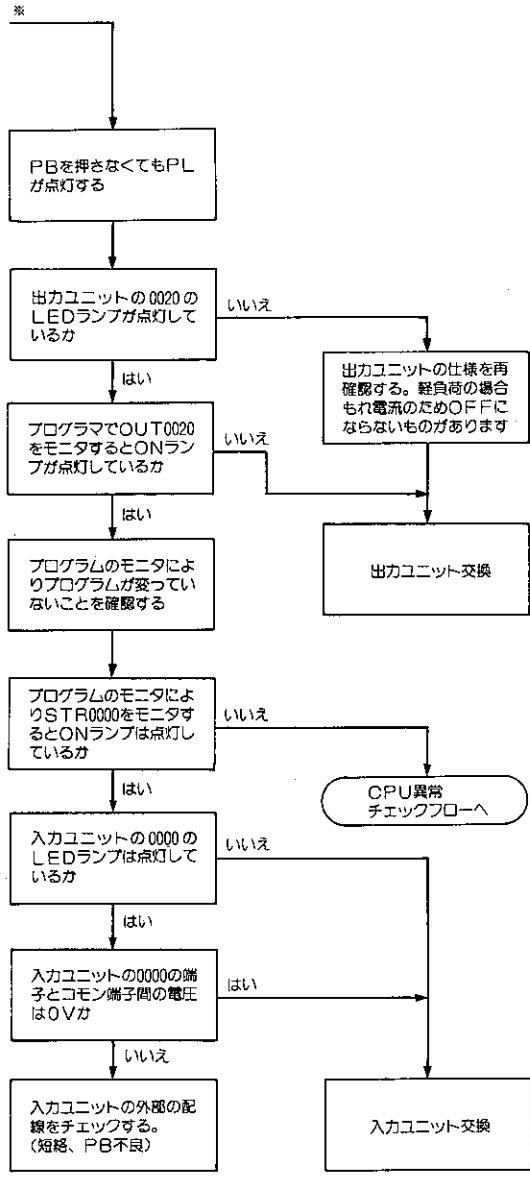 ※
PBを押さなくてもPL
が点灯する
出力ユニットの0020の
LEDランプが点灯して
いるか
いいえ
はい
出力ユニットの仕様を再
確認する。軽負荷の場合
もれ電流のためOFFに
ならないものがあります
プログラマでOUT0020
をモニタするとONラン
プが点灯しているか
いいえ
はい
出力ユニット交換
プログラムのモニタによ
りプログラムが変ってい
ないことを確認する
プログラムのモニタによ
りSTR0000をモニタす
るとONランプは点灯し
ているか
いいえ
はい
CPU異常
チェックフローへ
入力ユニットの0000の
LEDランプは点灯して
いるか
いいえ
はい
入力ユニットの0000の端
子とコモン端子間の電圧
は0Vか
はい
いいえ
入力ユニットの外部の配
線をチェックする。
(短絡、PB不良)
入力ユニット交換